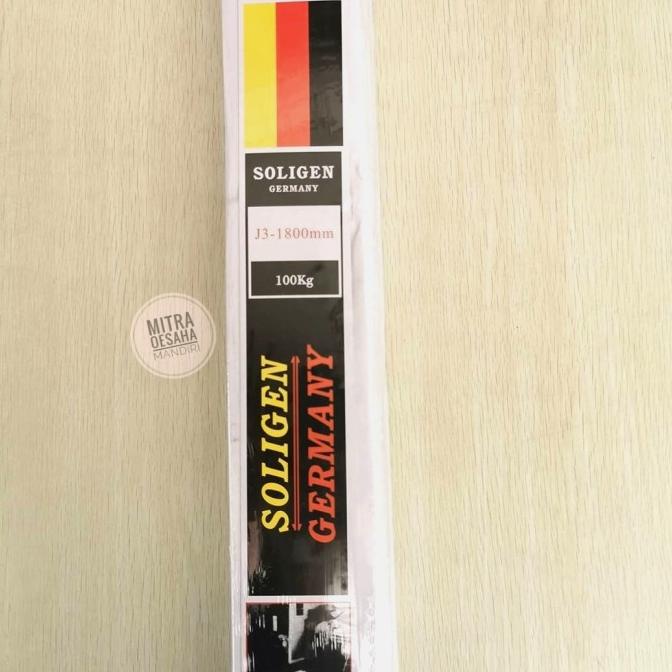 SOLIGEN
GERMANY
J3-1800mm
100Kg
MITRA
OESAHA
MANDIRI
SOLIGEN
GERMANY